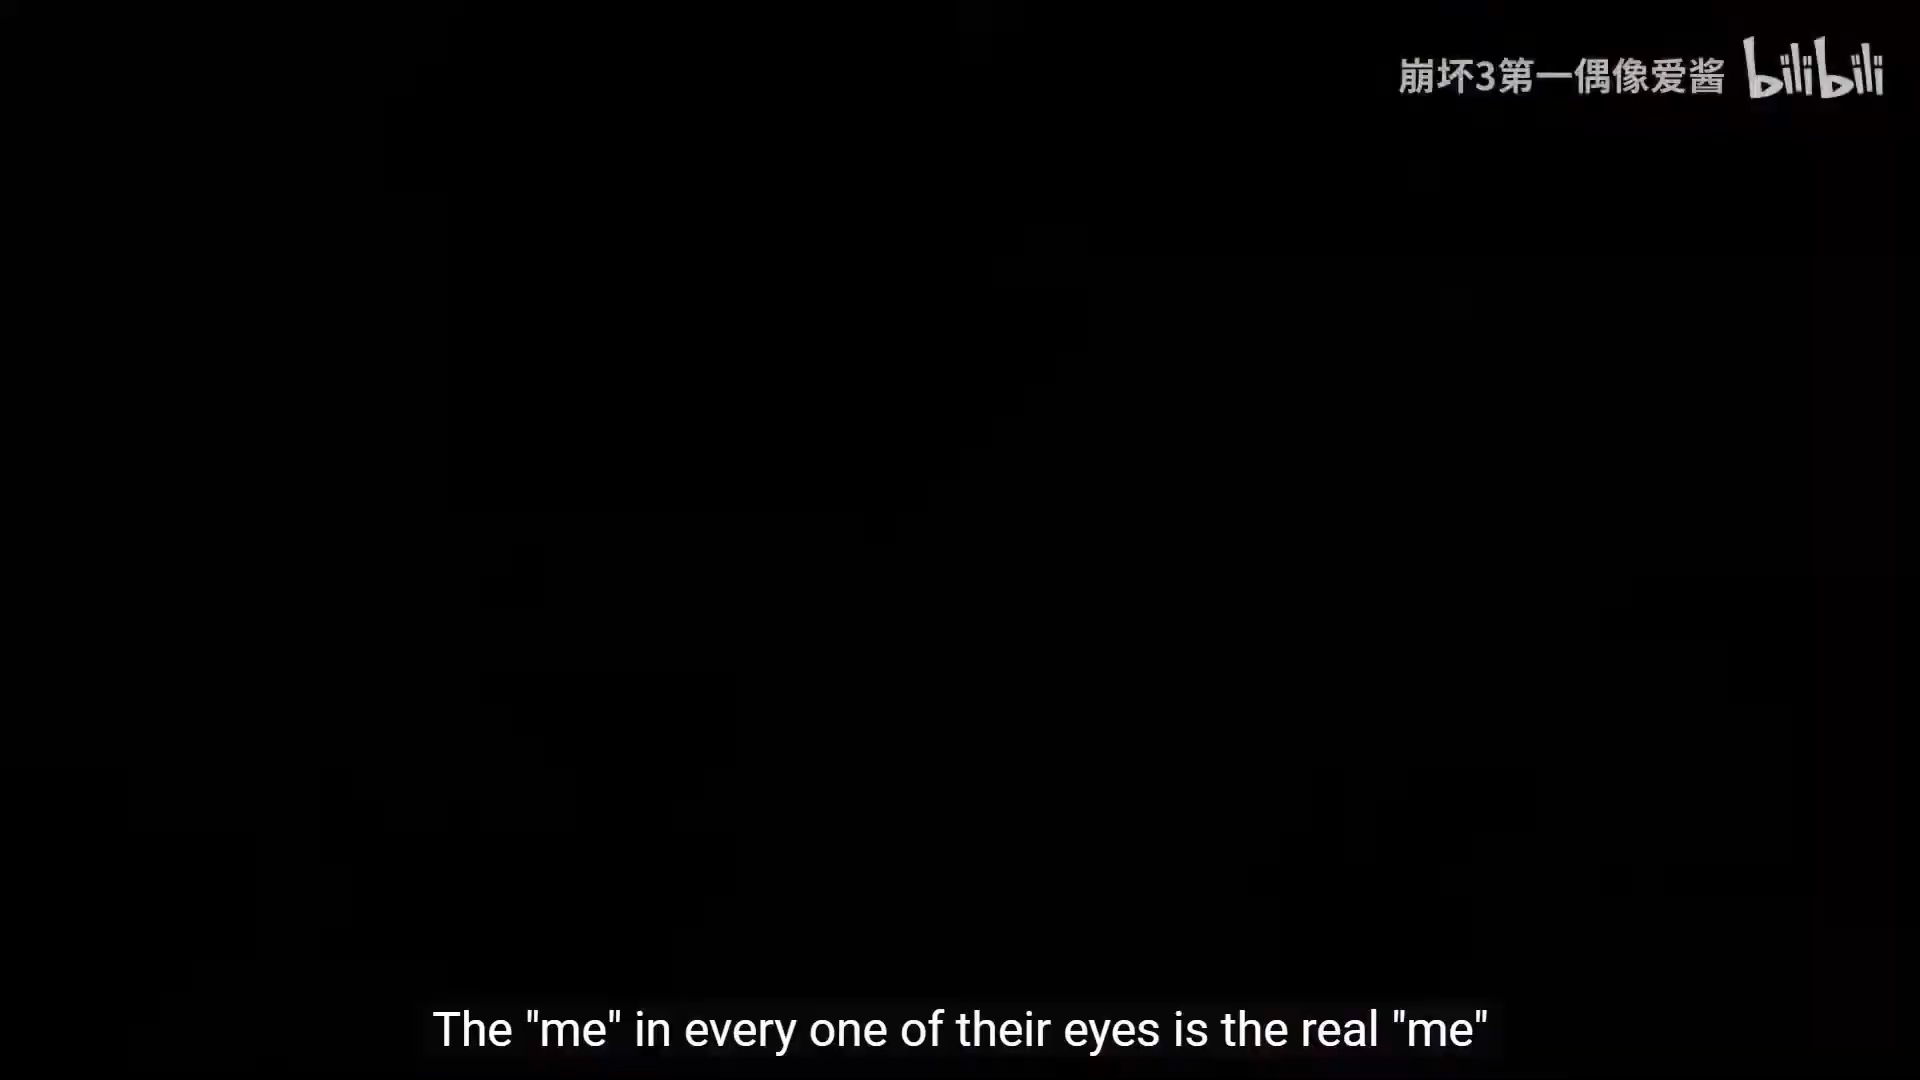 崩坏3第一偶像爱酱 bilibili
The "me" in every one of their eyes is the real "me"